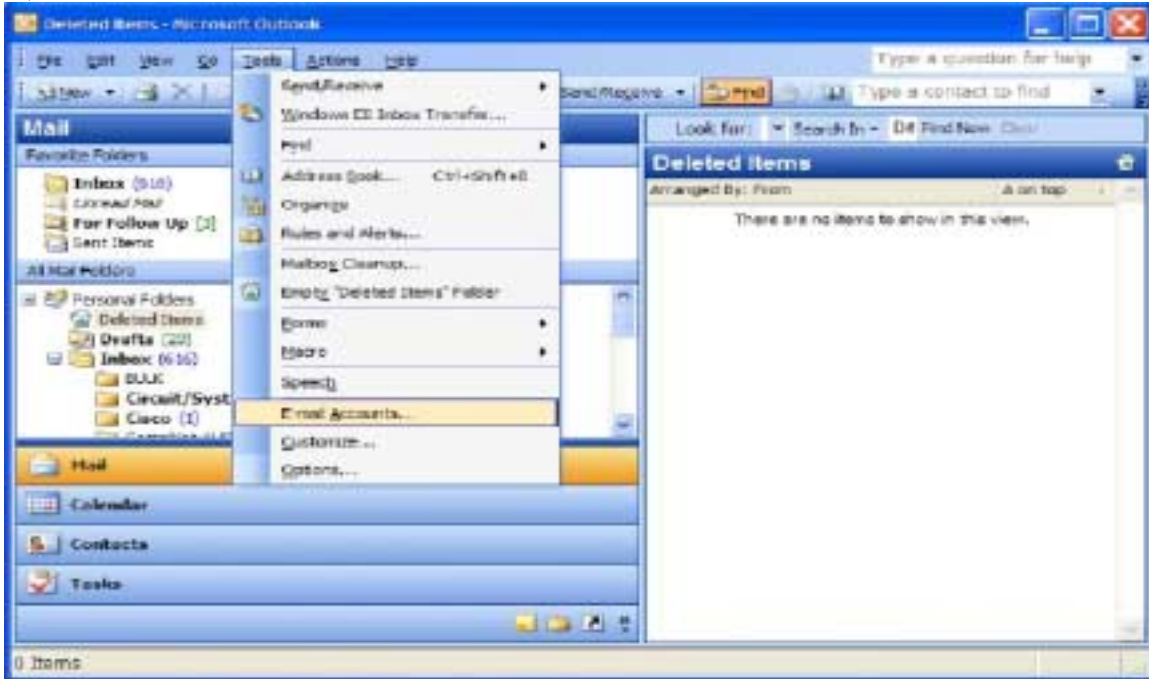 Deleted Items - Microsoft Outlook
File Edit View Go Tools Actions Help
Type a question for help
New
Send/Receive
Find
Type a contact to find
Mail
Favorite Folders
Inbox (616)
Unread Mail
For Follow Up [3]
Sent Items
All Mail Folders
Personal Folders
Deleted Items
Drafts [20]
Inbox (616)
BULK
Circuit/Syst
Cisco (1)
Mail
Calendar
Contacts
Tasks
Send/Receive
Windows CE Inbox Transfer...
Find
Address Book... Ctrl+Shift+B
Organize
Rules and Alerts...
Mailbox Cleanup...
Empty "Deleted Items" Folder
Forms
Macro
Speech
E-mail Accounts...
Customize...
Options...
Look for: Search In Find Now Clear
Deleted Items
Arranged By: From A on top
There are no items to show in this view.
0 Items